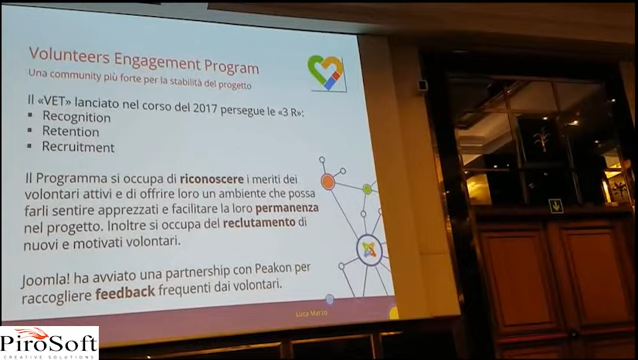 Volunteers Engagement Program
Una community più forte per la stabilità del progetto
Il «VET» lanciato nel corso del 2017 persegue le «3 R»:
▪ Recognition
▪ Retention
▪ Recruitment
Il Programma si occupa di riconoscere i meriti dei
volontari attivi e di offrire loro un ambiente che possa
farli sentire apprezzati e facilitare la loro permanenza
nel progetto. Inoltre si occupa del reclutamento di
nuovi e motivati volontari.
Joomla! ha avviato una partnership con Peakon per
raccogliere feedback frequenti dai volontari.
Luca Marzo
PiroSoft
CREATIVE SOLUTIONS